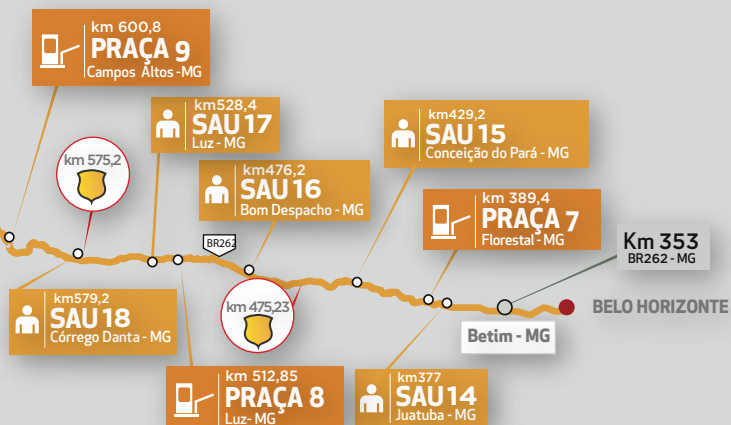 km 600,8
PRAÇA 9
Campos Altos -MG
km528,4
SAU 17
Luz - MG
km429,2
SAU 15
Conceição do Pará - MG
km 575,2
km476,2
SAU 16
Bom Despacho - MG
km 389,4
PRAÇA 7
Florestal - MG
BR262
Km 353
BR262 - MG
km579,2
SAU 18
Córrego Danta - MG
km 475,23
BELO HORIZONTE
Betim - MG
km 512,85
PRAÇA 8
Luz- MG
km377
SAU 14
Juatuba - MG